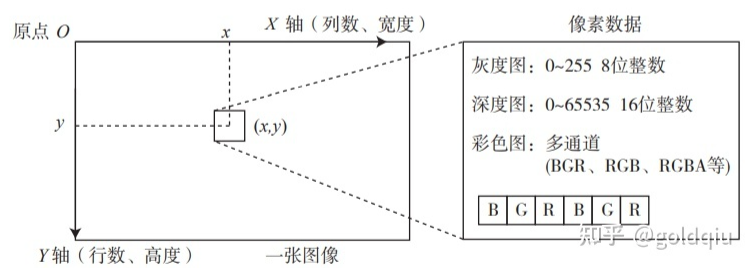 原点 O
x
X 轴（列数、宽度）
y
(x,y)
Y 轴（行数、高度）
一张图像
像素数据
灰度图：0~255 8位整数
深度图：0~65535 16位整数
彩色图：多通道
(BGR、RGB、RGBA等)
B G R B G R
知乎 @goldqiu